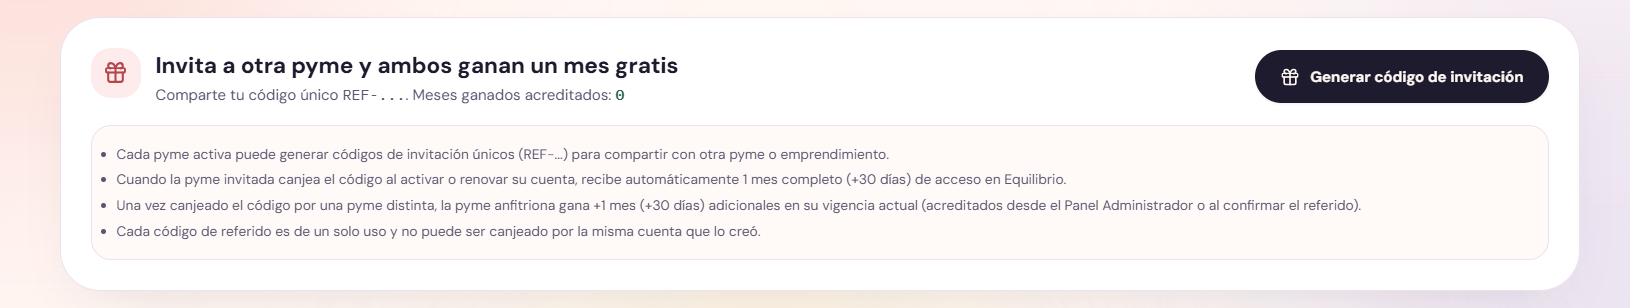 Invita a otra pyme y ambos ganan un mes gratis
Comparte tu código único REF-.... Meses ganados acreditados: 0
Generar código de invitación
• Cada pyme activa puede generar códigos de invitación únicos (REF-…) para compartir con otra pyme o emprendimiento.
• Cuando la pyme invitada canjea el código al activar o renovar su cuenta, recibe automáticamente 1 mes completo (+30 días) de acceso en Equilibrio.
• Una vez canjeado el código por una pyme distinta, la pyme anfitriona gana +1 mes (+30 días) adicionales en su vigencia actual (acreditados desde el Panel Administrador o al confirmar el referido).
• Cada código de referido es de un solo uso y no puede ser canjeado por la misma cuenta que lo creó.